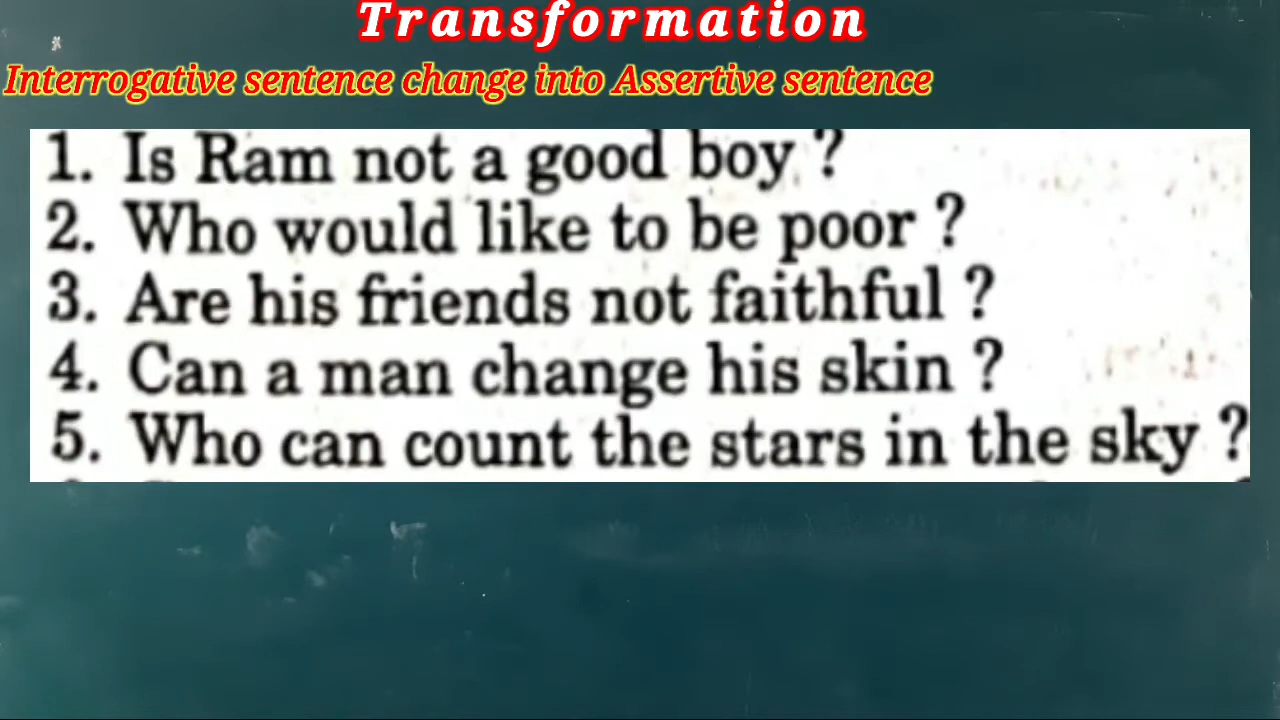 Transformation
Interrogative sentence change into Assertive sentence
1. Is Ram not a good boy ?
2. Who would like to be poor ?
3. Are his friends not faithful ?
4. Can a man change his skin ?
5. Who can count the stars in the sky ?